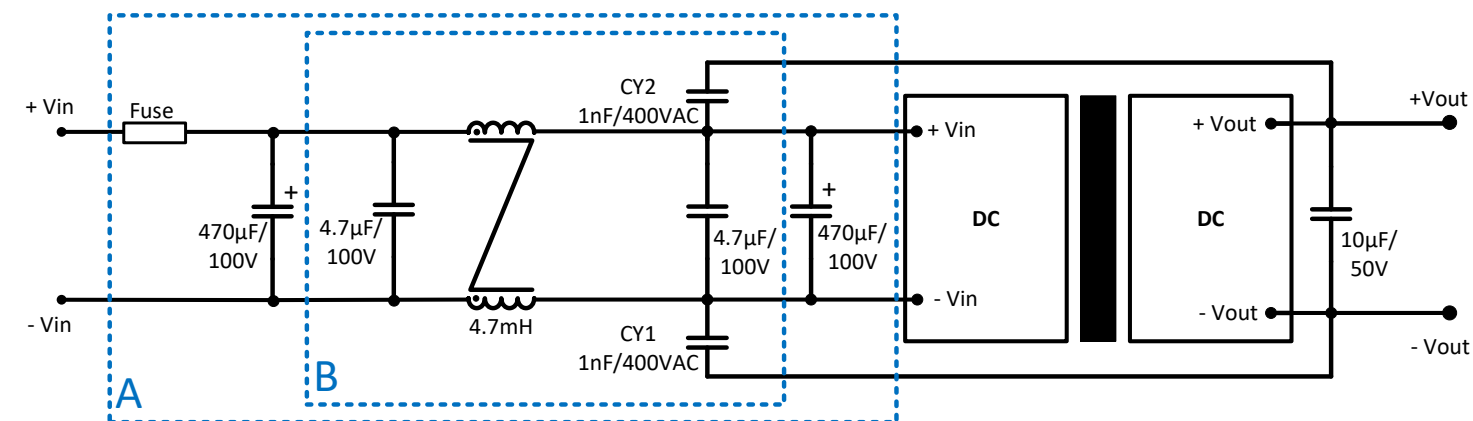 CY2
1nF/400VAC
+ Vin
Fuse
+ Vin
+ Vout
+Vout
+
470µF/
100V
4.7µF/
100V
4.7µF/
100V
+
470µF/
100V
DC
DC
10µF/
50V
- Vin
4.7mH
CY1
1nF/400VAC
- Vin
- Vout
- Vout
A
B